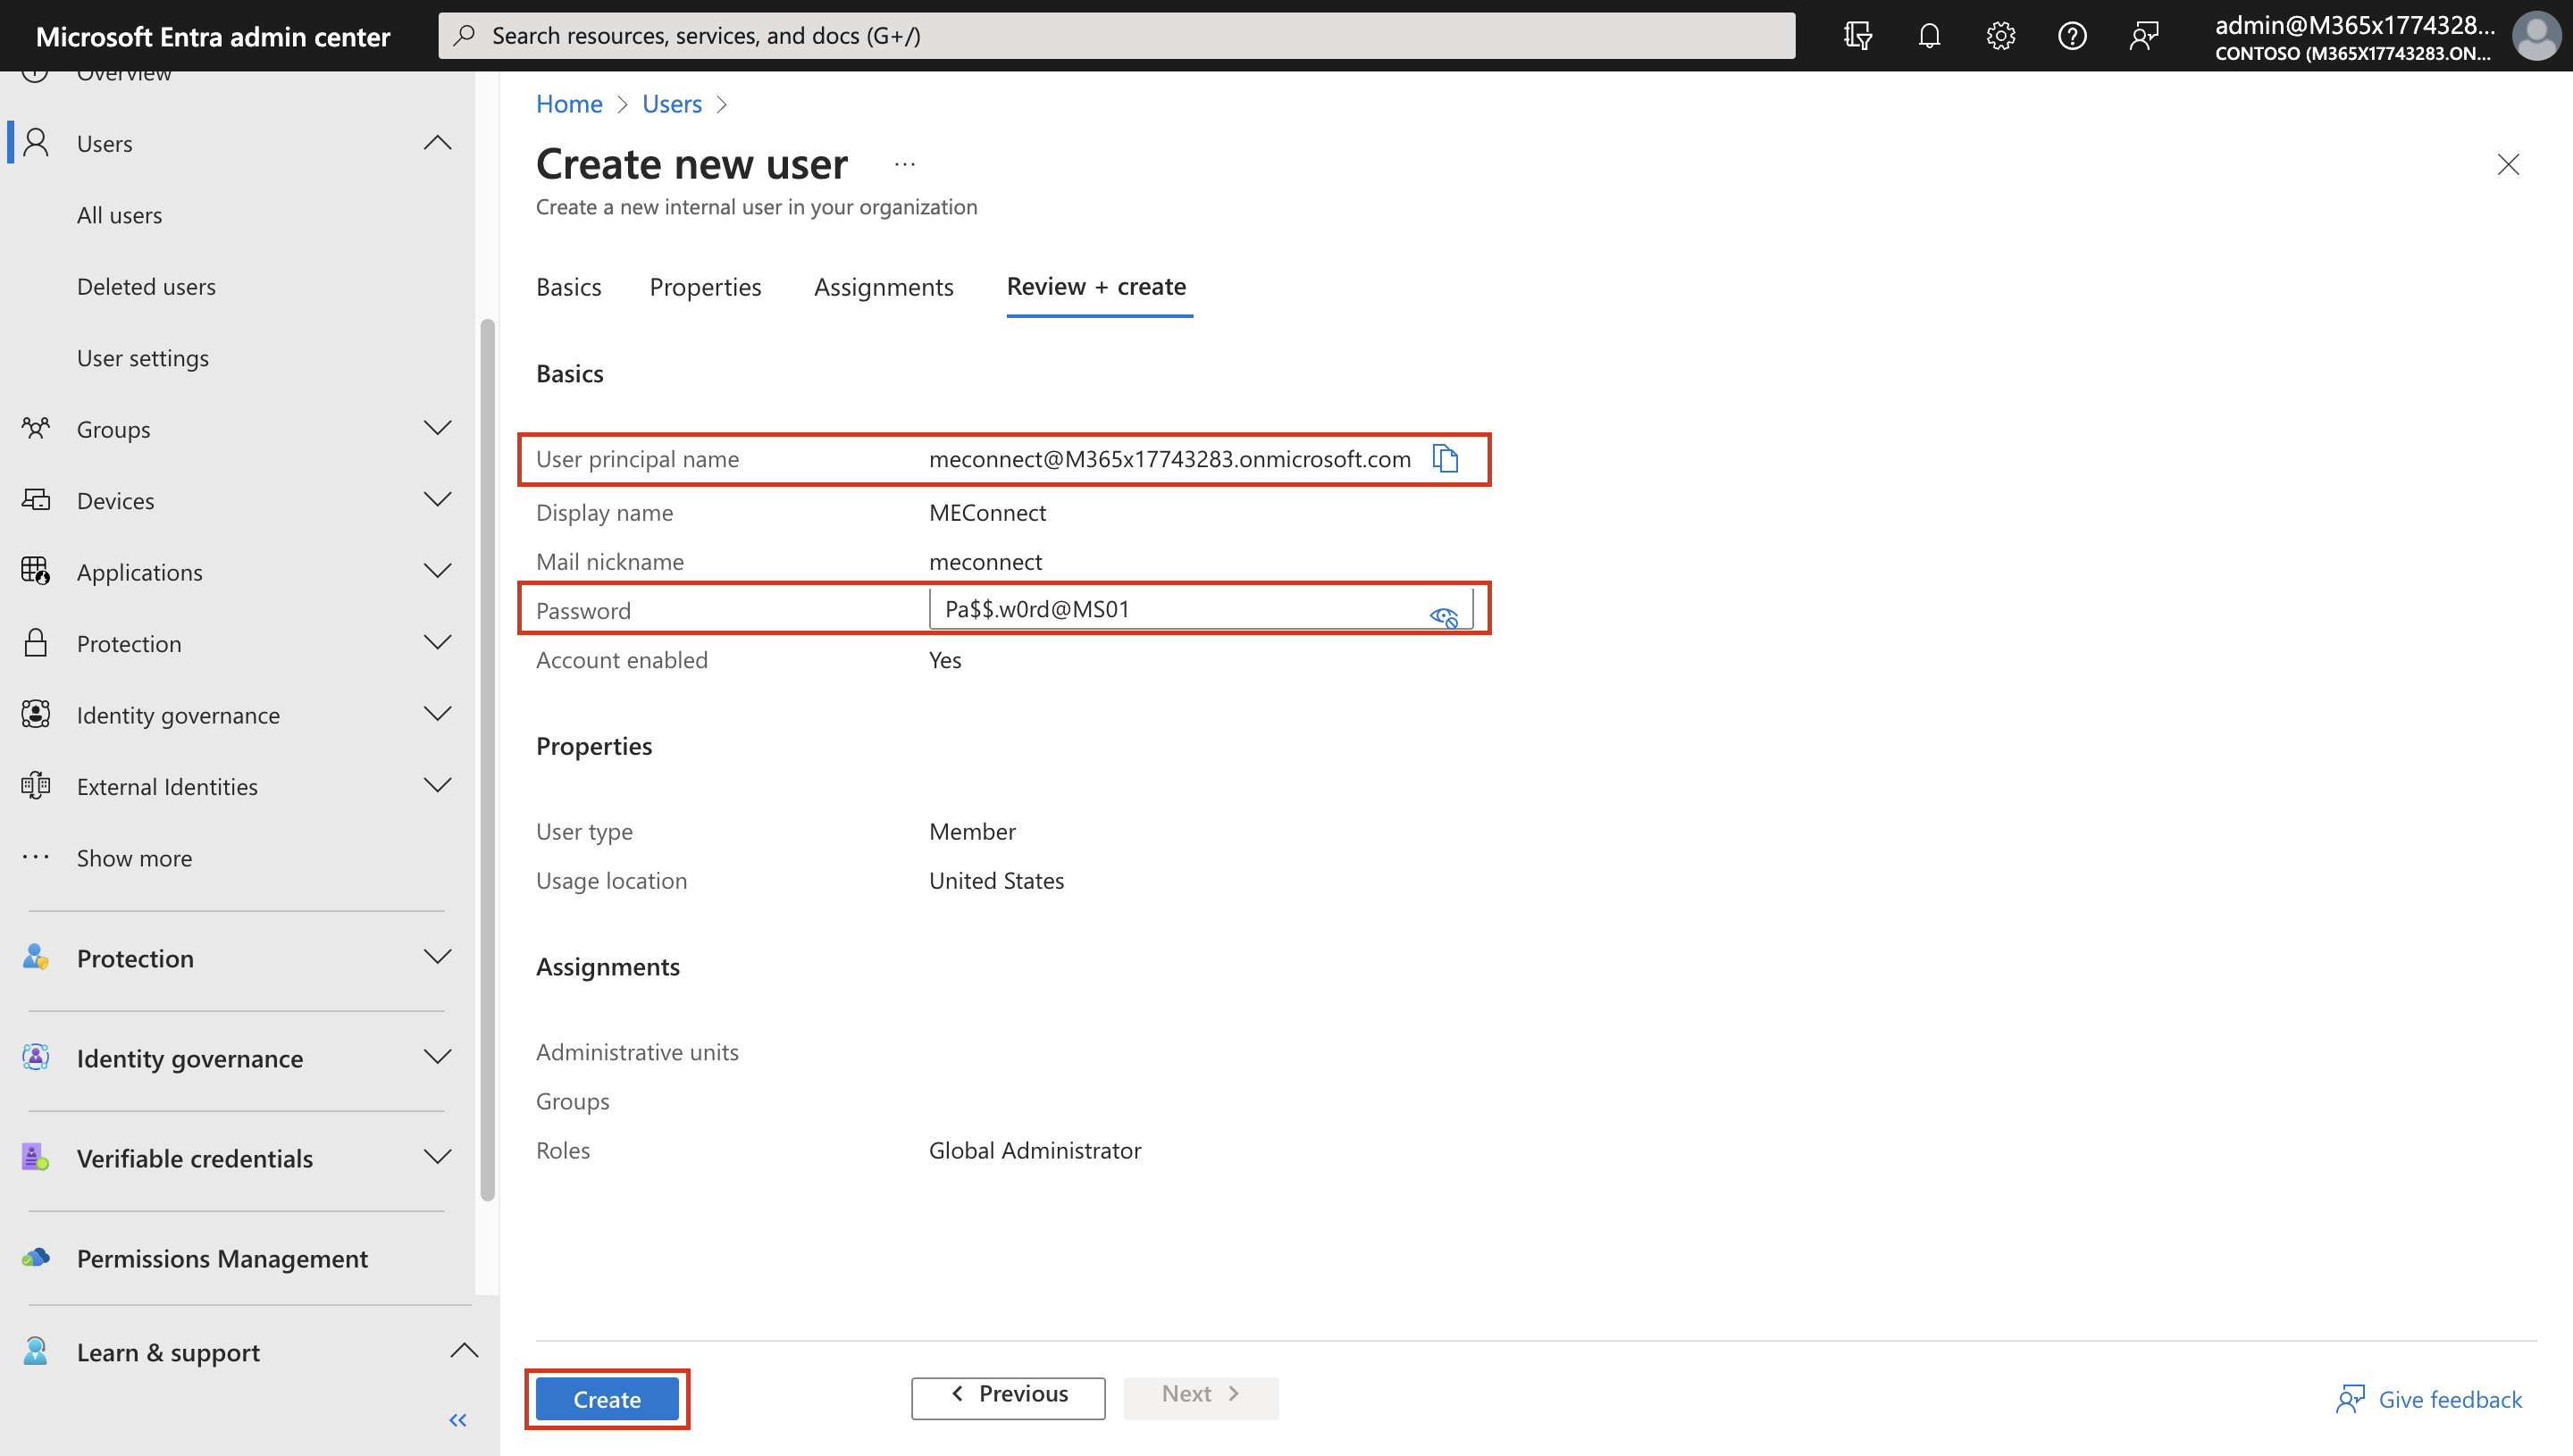 Microsoft Entra admin center
Search resources, services, and docs (G+/)
admin@M365x1774328...
CONTOSO (M365X17743283.ON...
Overview
Users
All users
Deleted users
User settings
Groups
Devices
Applications
Protection
Identity governance
External Identities
Show more
Protection
Identity governance
Verifiable credentials
Permissions Management
Learn & support
Home > Users >
Create new user ...
Create a new internal user in your organization
Basics Properties Assignments Review + create
Basics
User principal name meconnect@M365x17743283.onmicrosoft.com
Display name MEConnect
Mail nickname meconnect
Password Pa$$.w0rd@MS01
Account enabled Yes
Properties
User type Member
Usage location United States
Assignments
Administrative units
Groups
Roles Global Administrator
Create < Previous Next > Give feedback